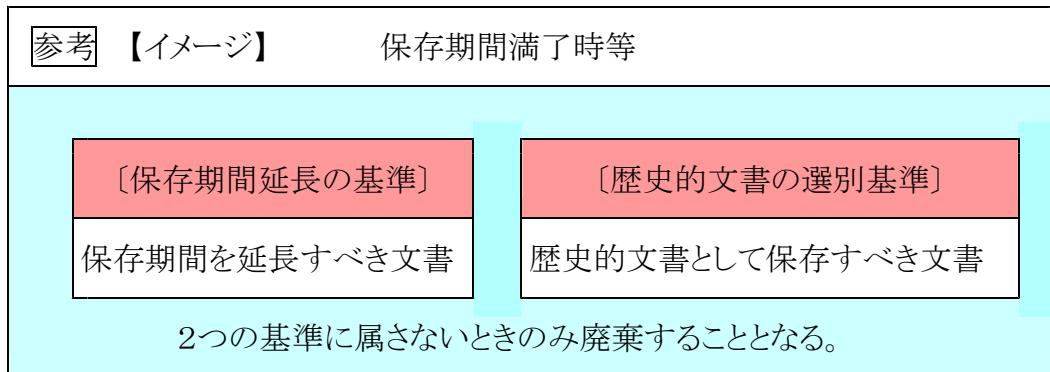 参考 【イメージ】 保存期間満了時等
〔保存期間延長の基準〕 〔歴史的文書の選別基準〕
保存期間を延長すべき文書 歴史的文書として保存すべき文書
２つの基準に属さないときのみ廃棄することとなる。